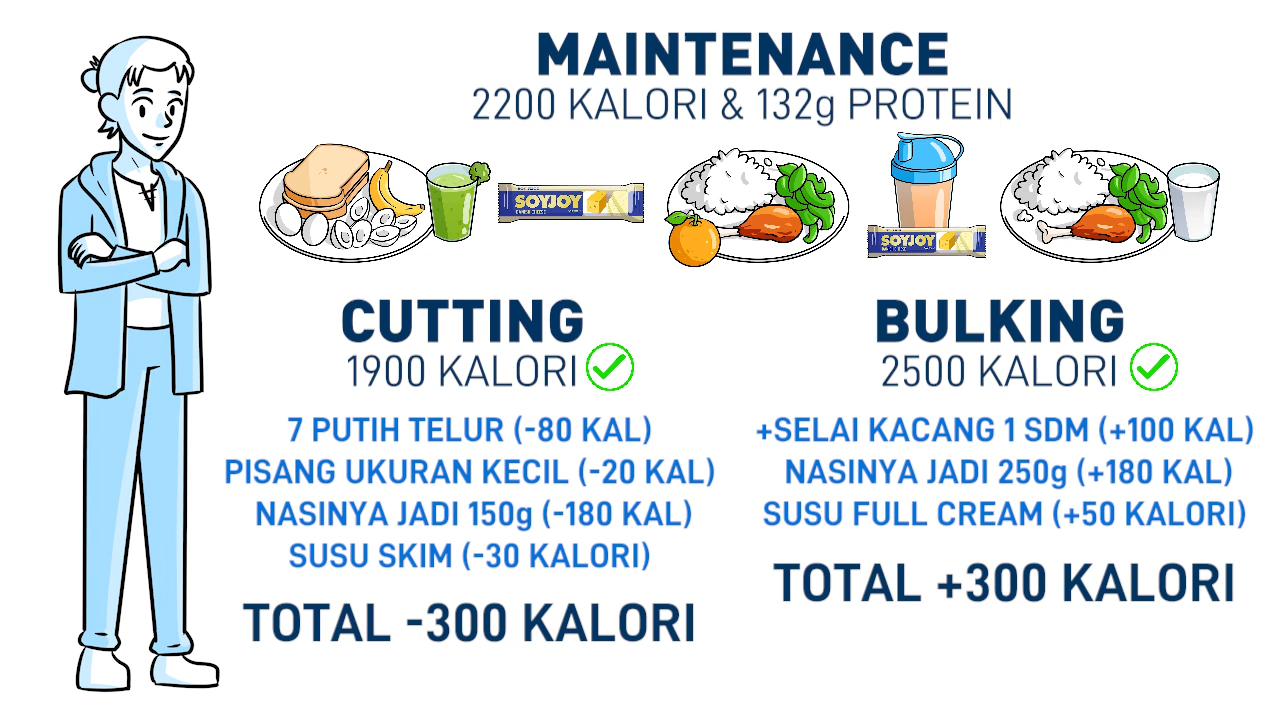 MAINTENANCE
2200 KALORI & 132g PROTEIN
SOYJOY
SOYJOY
CUTTING
1900 KALORI
7 PUTIH TELUR (-80 KAL)
PISANG UKURAN KECIL (-20 KAL)
NASINYA JADI 150g (-180 KAL)
SUSU SKIM (-30 KALORI)
TOTAL -300 KALORI
BULKING
2500 KALORI
+SELAI KACANG 1 SDM (+100 KAL)
NASINYA JADI 250g (+180 KAL)
SUSU FULL CREAM (+50 KALORI)
TOTAL +300 KALORI